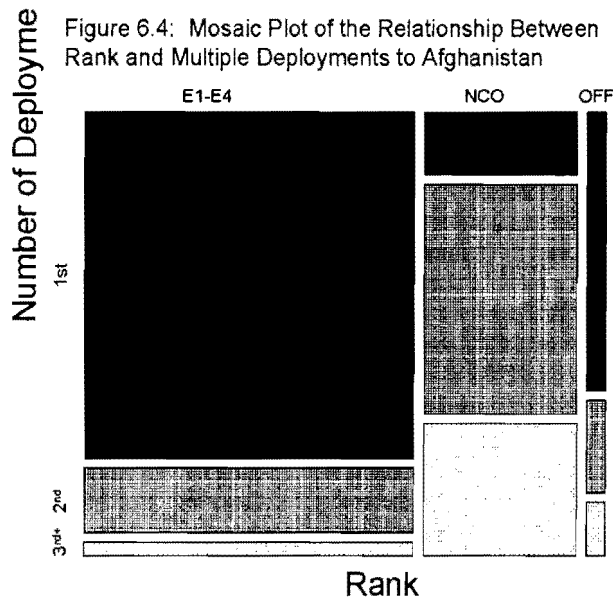 Figure 6.4: Mosaic Plot of the Relationship Between
Rank and Multiple Deployments to Afghanistan
Number of Deployme
E1-E4 NCO OFF
1st
2nd
3rd+
Rank